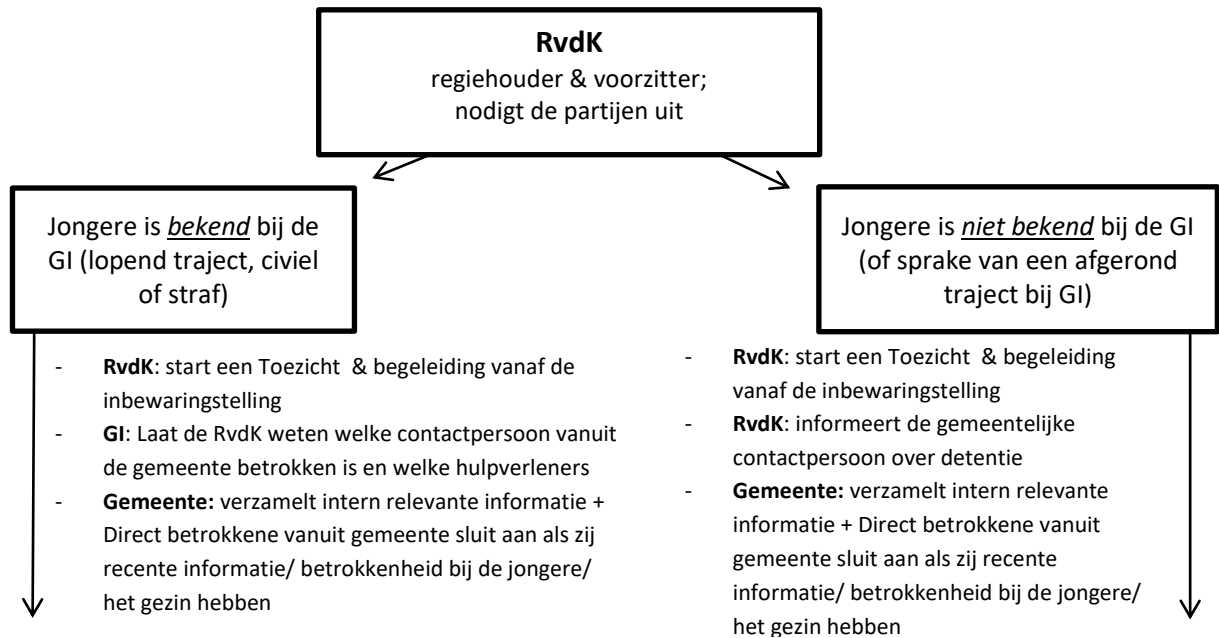 RvdK
regiehouder & voorzitter;
nodigt de partijen uit
Jongere is bekend bij de
GI (lopend traject, civiel
of straf)
- RvdK: start een Toezicht & begeleiding vanaf de
inbewaringstelling
- GI: Laat de RvdK weten welke contactpersoon vanuit
de gemeente betrokken is en welke hulpverleners
- Gemeente: verzamelt intern relevante informatie +
Direct betrokkene vanuit gemeente sluit aan als zij
recente informatie/ betrokkenheid bij de jongere/
het gezin hebben
Jongere is niet bekend bij de GI
(of sprake van een afgerond
traject bij GI)
- RvdK: start een Toezicht & begeleiding
vanaf de inbewaringstelling
- RvdK: informeert de gemeentelijke
contactpersoon over detentie
- Gemeente: verzamelt intern relevante
informatie + Direct betrokkene vanuit
gemeente sluit aan als zij recente
informatie/ betrokkenheid bij de jongere/
het gezin hebben